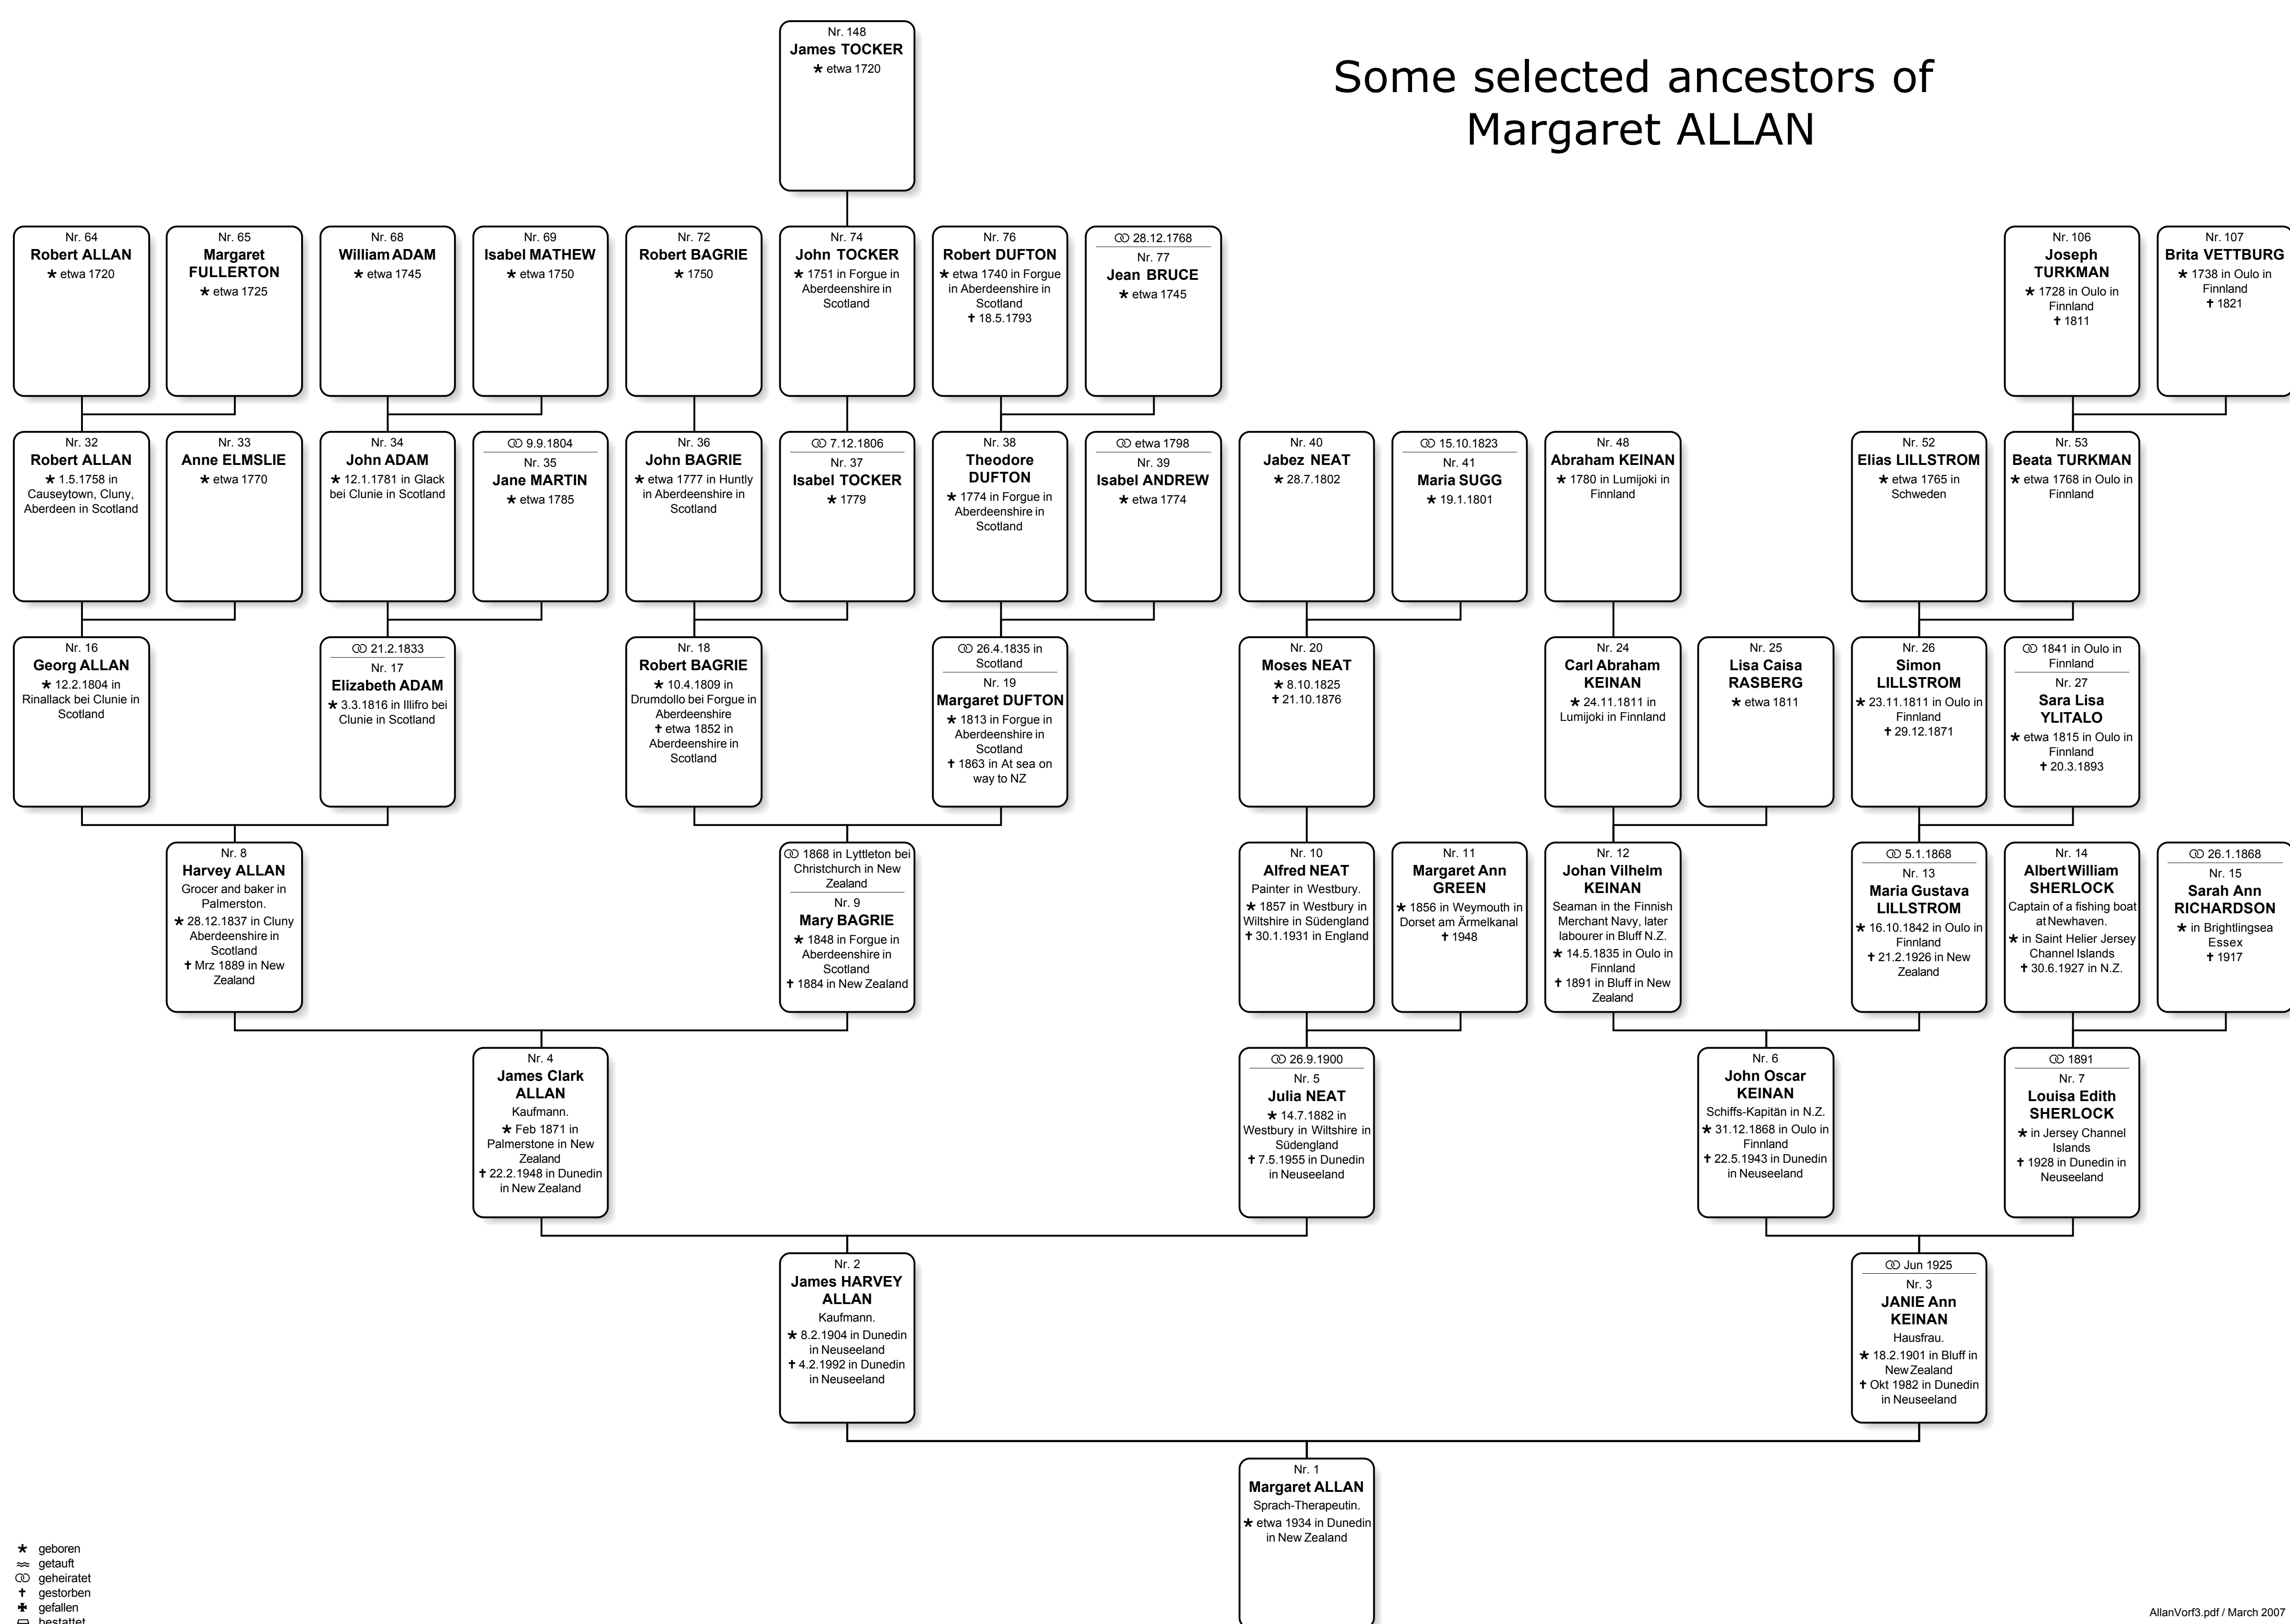 Some selected ancestors of
Margaret ALLAN
Nr. 148
James TOCKER
* etwa 1720
Nr. 64
Robert ALLAN
* etwa 1720
Nr. 65
Margaret
FULLERTON
* etwa 1725
Nr. 68
William ADAM
* etwa 1745
Nr. 69
Isabel MATHEW
* etwa 1750
Nr. 72
Robert BAGRIE
* 1750
Nr. 74
John TOCKER
* 1751 in Forgue in
Aberdeenshire in
Scotland
Nr. 76
Robert DUFTON
* etwa 1740 in Forgue
in Aberdeenshire in
Scotland
✝ 18.5.1793
⚭ 28.12.1768
Nr. 77
Jean BRUCE
* etwa 1745
Nr. 106
Joseph
TURKMAN
* 1728 in Oulo in
Finnland
✝ 1811
Nr. 107
Brita VETTBURG
* 1738 in Oulo in
Finnland
✝ 1821
Nr. 32
Robert ALLAN
* 1.5.1758 in
Causeytown, Cluny,
Aberdeen in Scotland
Nr. 33
Anne ELMSLIE
* etwa 1770
Nr. 34
John ADAM
* 12.1.1781 in Glack
bei Clunie in Scotland
⚭ 9.9.1804
Nr. 35
Jane MARTIN
* etwa 1785
Nr. 36
John BAGRIE
* etwa 1777 in Huntly
in Aberdeenshire in
Scotland
⚭ 7.12.1806
Nr. 37
Isabel TOCKER
* 1779
Nr. 38
Theodore
DUFTON
* 1774 in Forgue in
Aberdeenshire in
Scotland
⚭ etwa 1798
Nr. 39
Isabel ANDREW
* etwa 1774
Nr. 40
Jabez NEAT
* 28.7.1802
⚭ 15.10.1823
Nr. 41
Maria SUGG
* 19.1.1801
Nr. 48
Abraham KEINAN
* 1780 in Lumijoki in
Finnland
Nr. 52
Elias LILLSTROM
* etwa 1765 in
Schweden
Nr. 53
Beata TURKMAN
* etwa 1768 in Oulo in
Finnland
Nr. 16
Georg ALLAN
* 12.2.1804 in
Rinallack bei Clunie in
Scotland
⚭ 21.2.1833
Nr. 17
Elizabeth ADAM
* 3.3.1816 in Illifro bei
Clunie in Scotland
Nr. 18
Robert BAGRIE
* 10.4.1809 in
Drumdollo bei Forgue in
Aberdeenshire
✝ etwa 1852 in
Aberdeenshire in
Scotland
⚭ 26.4.1835 in
Scotland
Nr. 19
Margaret DUFTON
* 1813 in Forgue in
Aberdeenshire in
Scotland
✝ 1863 in At sea on
way to NZ
Nr. 20
Moses NEAT
* 8.10.1825
✝ 21.10.1876
Nr. 24
Carl Abraham
KEINAN
* 24.11.1811 in
Lumijoki in Finnland
Nr. 25
Lisa Caisa
RASBERG
* etwa 1811
Nr. 26
Simon
LILLSTROM
* 23.11.1811 in Oulo in
Finnland
✝ 29.12.1871
⚭ 1841 in Oulo in
Finnland
Nr. 27
Sara Lisa
YLITALO
* etwa 1815 in Oulo in
Finnland
✝ 20.3.1893
Nr. 8
Harvey ALLAN
Grocer and baker in
Palmerston.
* 28.12.1837 in Cluny
Aberdeenshire in
Scotland
✝ Mrz 1889 in New
Zealand
⚭ 1868 in Lyttleton bei
Christchurch in New
Zealand
Nr. 9
Mary BAGRIE
* 1848 in Forgue in
Aberdeenshire in
Scotland
✝ 1884 in New Zealand
Nr. 10
Alfred NEAT
Painter in Westbury.
* 1857 in Westbury in
Wiltshire in Südengland
✝ 30.1.1931 in England
Nr. 11
Margaret Ann
GREEN
* 1856 in Weymouth in
Dorset am Ärmelkanal
✝ 1948
Nr. 12
Johan Vilhelm
KEINAN
Seaman in the Finnish
Merchant Navy, later
labourer in Bluff N.Z.
* 14.5.1835 in Oulo in
Finnland
✝ 1891 in Bluff in New
Zealand
⚭ 5.1.1868
Nr. 13
Maria Gustava
LILLSTROM
* 16.10.1842 in Oulo in
Finnland
✝ 21.2.1926 in New
Zealand
Nr. 14
Albert William
SHERLOCK
Captain of a fishing boat
at Newhaven.
* in Saint Helier Jersey
Channel Islands
✝ 30.6.1927 in N.Z.
⚭ 26.1.1868
Nr. 15
Sarah Ann
RICHARDSON
* in Brightlingsea
Essex
✝ 1917
Nr. 4
James Clark
ALLAN
Kaufmann.
* Feb 1871 in
Palmerstone in New
Zealand
✝ 22.2.1948 in Dunedin
in New Zealand
⚭ 26.9.1900
Nr. 5
Julia NEAT
* 14.7.1882 in
Westbury in Wiltshire in
Südengland
✝ 7.5.1955 in Dunedin
in Neuseeland
Nr. 6
John Oscar
KEINAN
Schiffs-Kapitän in N.Z.
* 31.12.1868 in Oulo in
Finnland
✝ 22.5.1943 in Dunedin
in Neuseeland
⚭ 1891
Nr. 7
Louisa Edith
SHERLOCK
* in Jersey Channel
Islands
✝ 1928 in Dunedin in
Neuseeland
Nr. 2
James HARVEY
ALLAN
Kaufmann.
* 8.2.1904 in Dunedin
in Neuseeland
✝ 4.2.1992 in Dunedin
in Neuseeland
⚭ Jun 1925
Nr. 3
JANIE Ann
KEINAN
Hausfrau.
* 18.2.1901 in Bluff in
New Zealand
✝ Okt 1982 in Dunedin
in Neuseeland
Nr. 1
Margaret ALLAN
Sprach-Therapeutin.
* etwa 1934 in Dunedin
in New Zealand
* geboren
≈ getauft
⚭ geheiratet
✝ gestorben
✠ gefallen
bestattet
AllanVorf3.pdf / March 2007